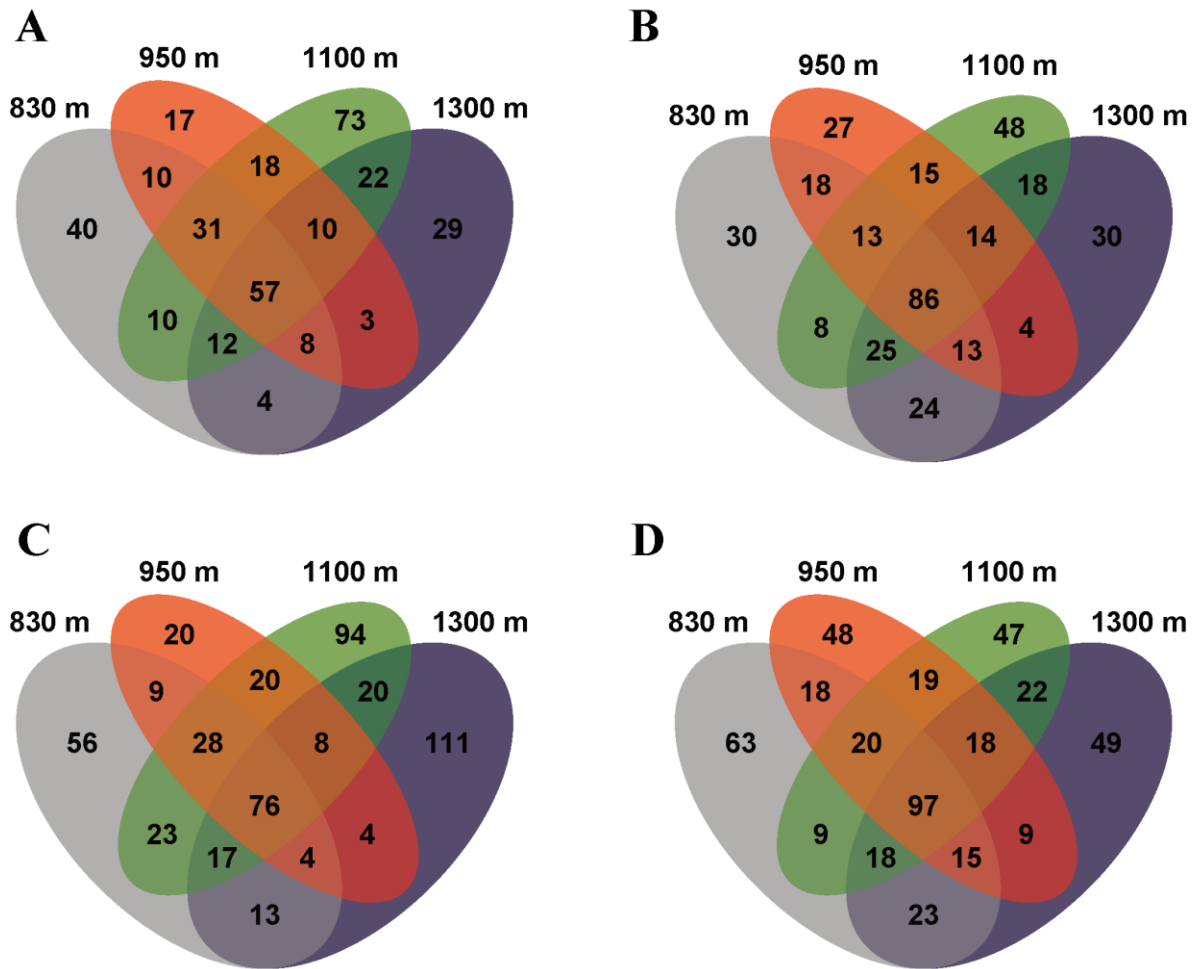 A
950 m 1100 m
830 m 1300 m
17 73
10 18 22
40 31 10 29
57
10 12 8 3
4
B
950 m 1100 m
830 m 1300 m
27 48
18 15 18
30 13 14 30
86
8 25 13 4
24
C
950 m 1100 m
830 m 1300 m
20 94
9 20 20
56 28 8 111
76
23 17 4 4
13
D
950 m 1100 m
830 m 1300 m
48 47
18 19 22
63 20 18 49
97
9 18 15 9
23